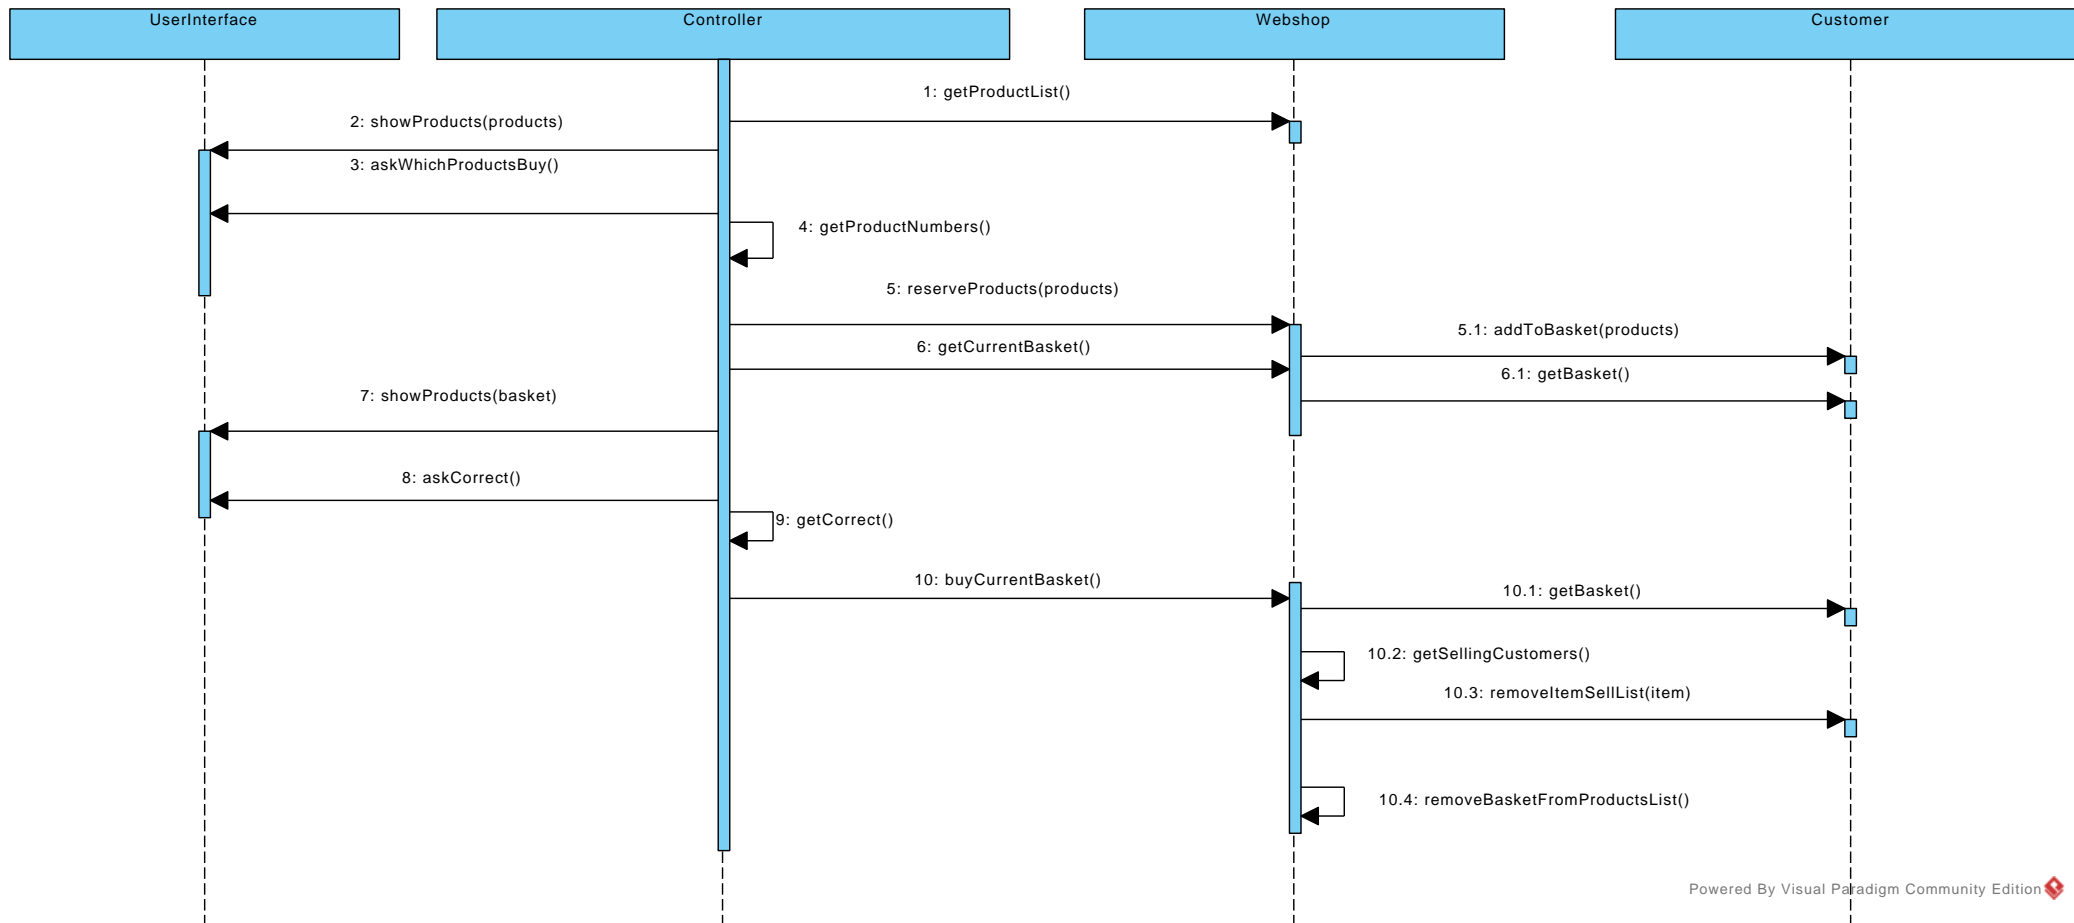 UserInterface
Controller
Webshop
Customer
1: getProductList()
2: showProducts(products)
3: askWhichProductsBuy()
4: getProductNumbers()
5: reserveProducts(products)
5.1: addToBasket(products)
6: getCurrentBasket()
6.1: getBasket()
7: showProducts(basket)
8: askCorrect()
9: getCorrect()
10: buyCurrentBasket()
10.1: getBasket()
10.2: getSellingCustomers()
10.3: removeItemSellList(item)
10.4: removeBasketFromProductsList()
Powered By Visual Paradigm Community Edition